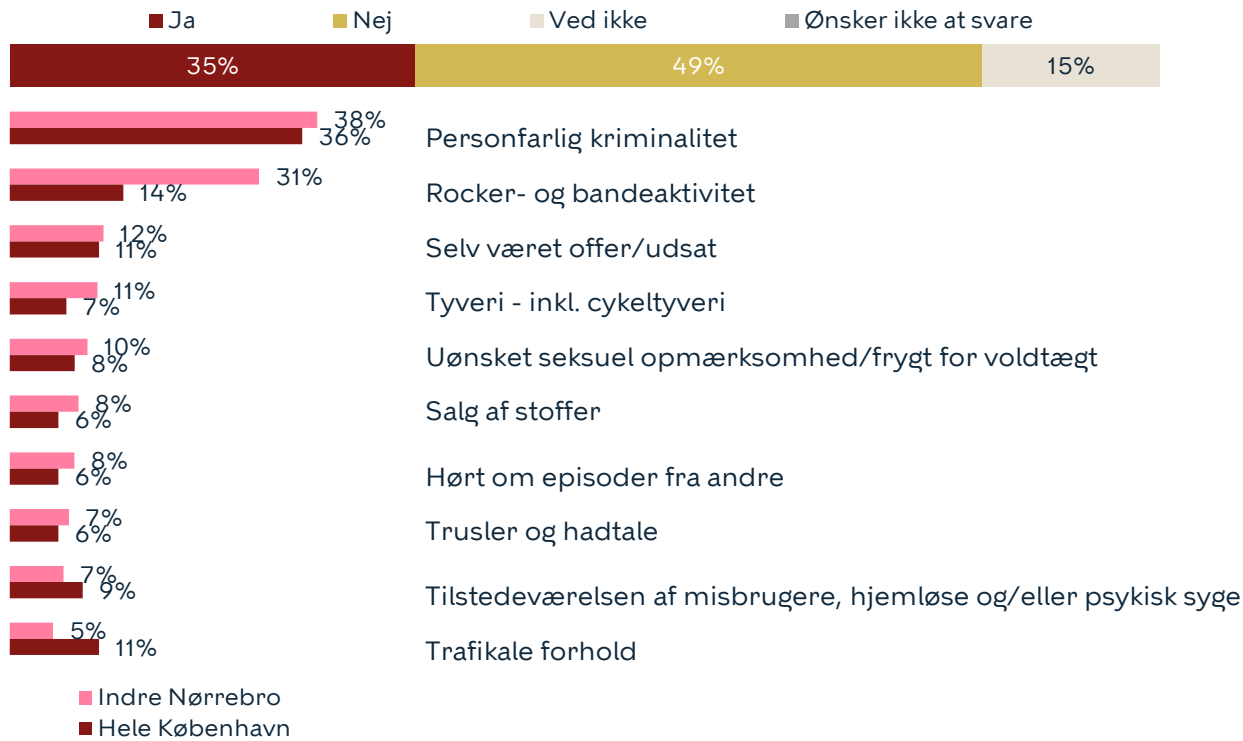 Ja Nej Ved ikke Ønsker ikke at svare
35% 49% 15%
38%
36% Personfarlig kriminalitet
31%
14% Rocker- og bandeaktivitet
12%
11% Selv været offer/udsat
11%
7% Tyveri - inkl. cykeltyveri
10%
8% Uønsket seksuel opmærksomhed/frygt for voldtægt
8%
6% Salg af stoffer
8%
6% Hørt om episoder fra andre
7%
6% Trusler og hadtale
7%
9% Tilstedeværelsen af misbrugere, hjemløse og/eller psykisk syge
5%
11% Trafikale forhold
Indre Nørrebro
Hele København